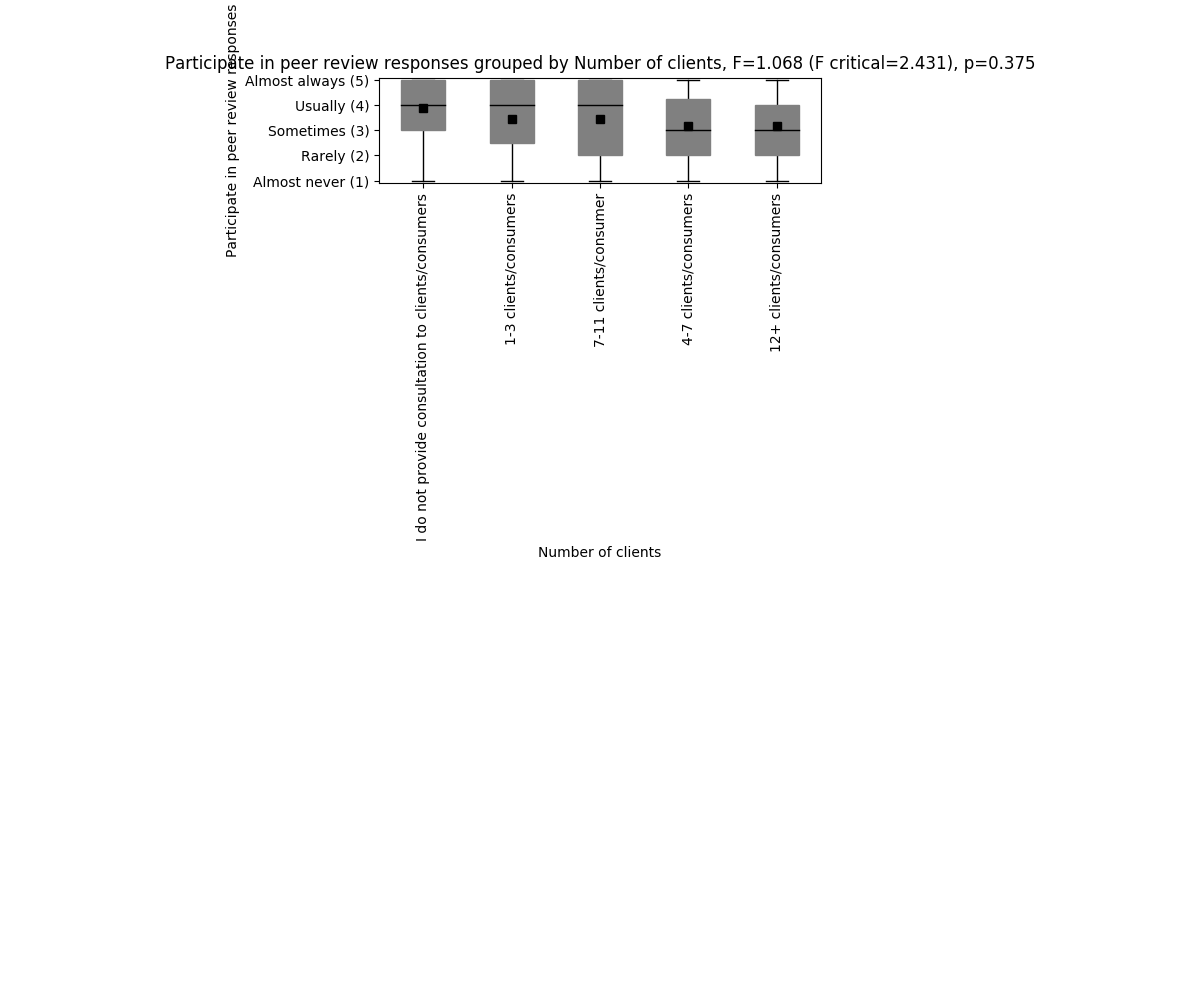 Participate in peer review responses grouped by Number of clients, F=1.068 (F critical=2.431), p=0.375
Participate in peer review responses
Almost always (5)
Usually (4)
Sometimes (3)
Rarely (2)
Almost never (1)
I do not provide consultation to clients/consumers
1-3 clients/consumers
7-11 clients/consumer
4-7 clients/consumers
12+ clients/consumers
Number of clients